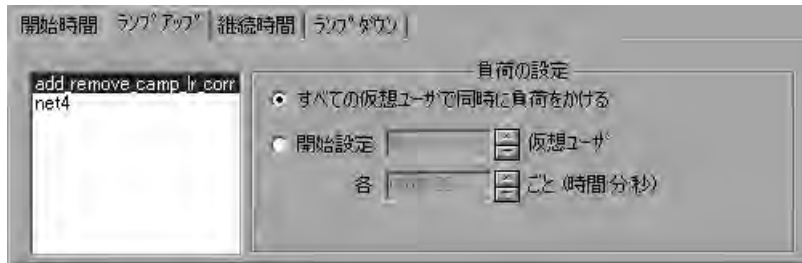 開始時間 ﾗﾝﾌﾟｱｯﾌﾟ 継続時間 ﾗﾝﾌﾟﾀﾞｳﾝ
負荷の設定
add_remove_camp_lr_corr
net4
すべての仮想ﾕｰｻﾞで同時に負荷をかける
開始設定 仮想ﾕｰｻﾞ
各 ごと (時間:分:秒)